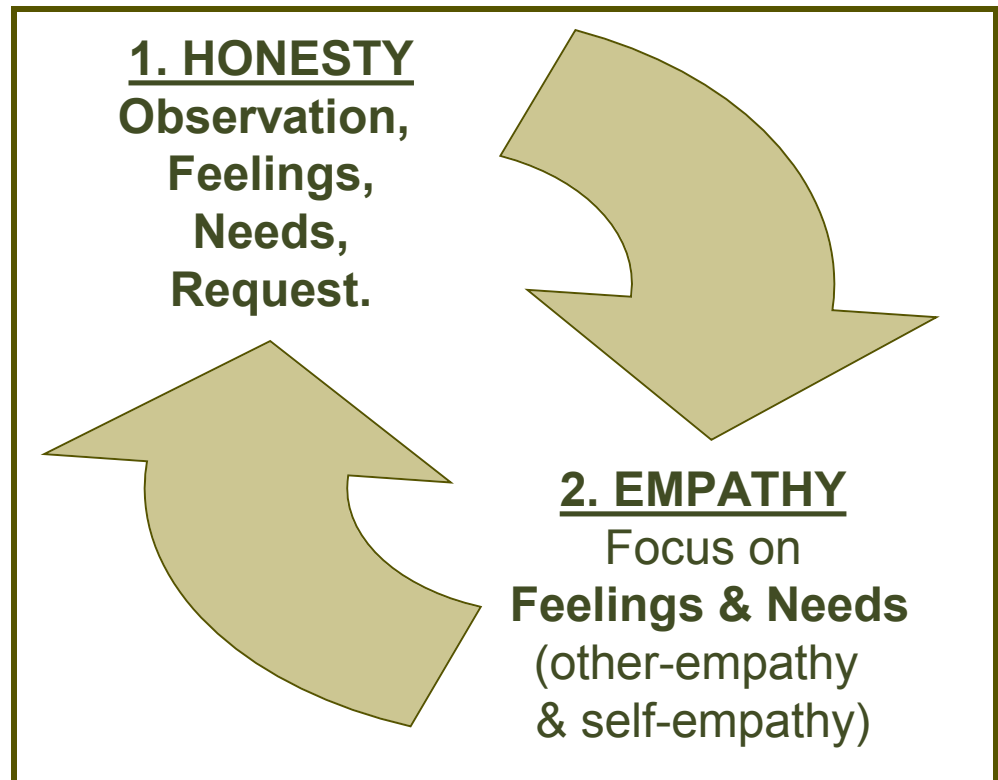 1. HONESTY
Observation,
Feelings,
Needs,
Request.
2. EMPATHY
Focus on
Feelings & Needs
(other-empathy
& self-empathy)